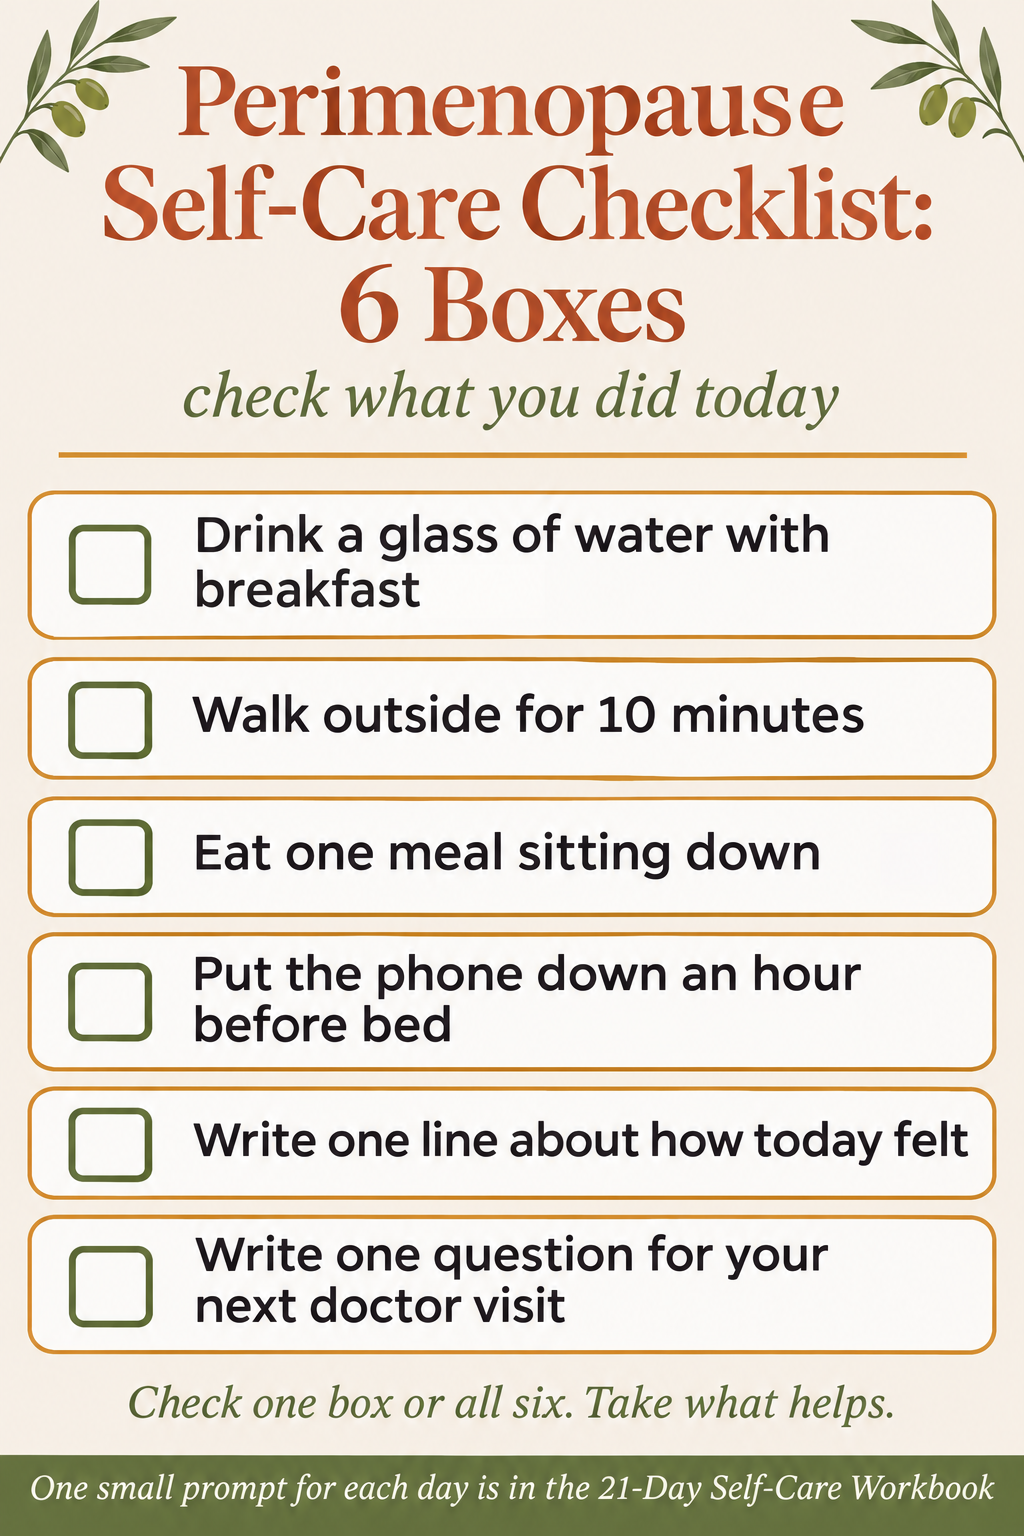 Perimenopause
Self-Care Checklist:
6 Boxes
check what you did today
Drink a glass of water with
breakfast
Walk outside for 10 minutes
Eat one meal sitting down
Put the phone down an hour
before bed
Write one line about how today felt
Write one question for your
next doctor visit
Check one box or all six. Take what helps.
One small prompt for each day is in the 21-Day Self-Care Workbook